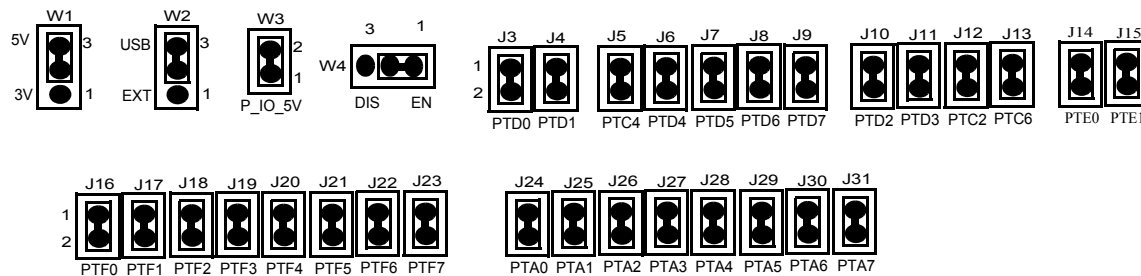 W1 W2 W3
5V 3 USB 3 2
3V 1 EXT 1 1
P_IO_5V
3 1
W4
DIS EN
J3 J4 J5 J6 J7 J8 J9 J10 J11 J12 J13 J14 J15
1
2
PTD0 PTD1 PTC4 PTD4 PTD5 PTD6 PTD7 PTD2 PTD3 PTC2 PTC6 PTE0 PTE1
J16 J17 J18 J19 J20 J21 J22 J23 J24 J25 J26 J27 J28 J29 J30 J31
1
2
PTF0 PTF1 PTF2 PTF3 PTF4 PTF5 PTF6 PTF7 PTA0 PTA1 PTA2 PTA3 PTA4 PTA5 PTA6 PTA7